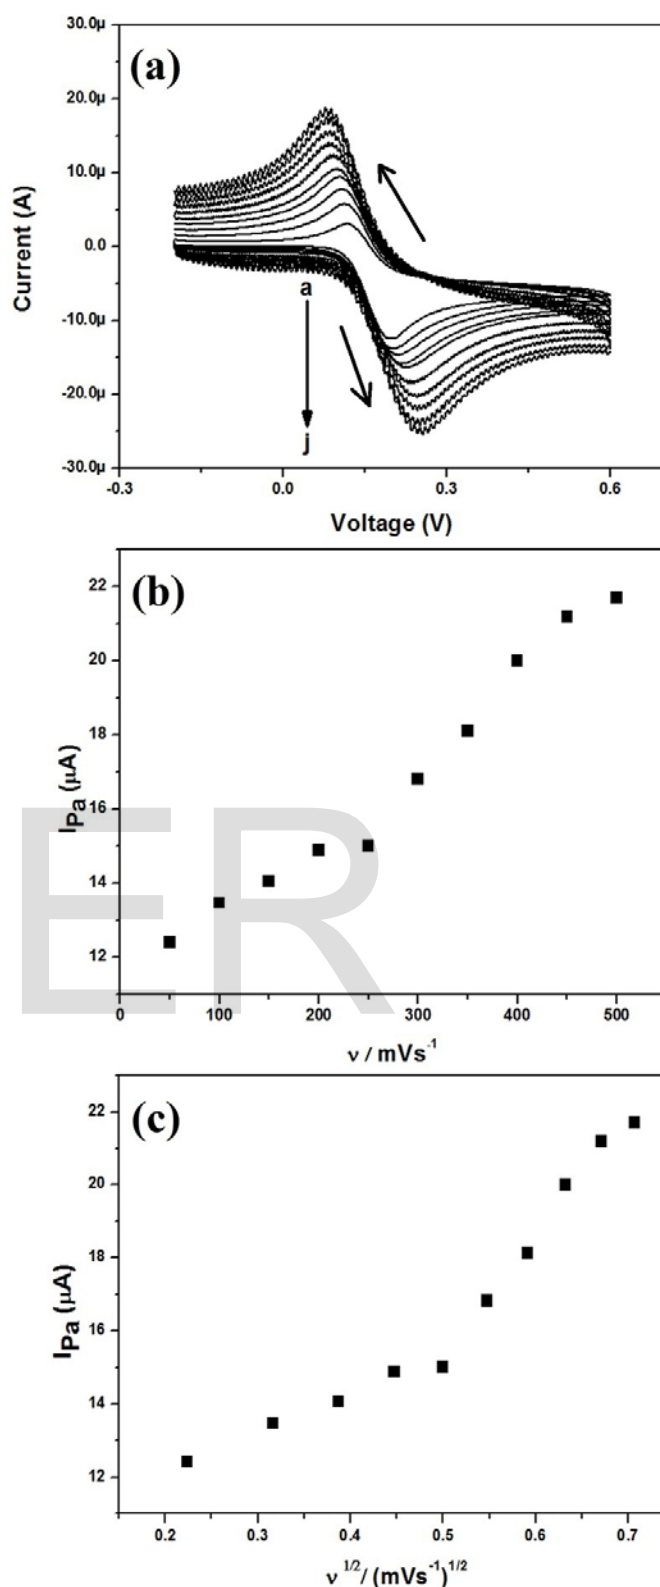 (a)
30.0μ
20.0μ
10.0μ
0.0
-10.0μ
-20.0μ
-30.0μ
Current (A)
a
j
-0.3 0.0 0.3 0.6
Voltage (V)
(b)
22
20
18
16
14
12
IPa (μA)
0 100 200 300 400 500
ν / mVs-1
ER
(c)
22
20
18
16
14
12
IPa (μA)
0.2 0.3 0.4 0.5 0.6 0.7
ν 1/2/ (mVs-1)1/2